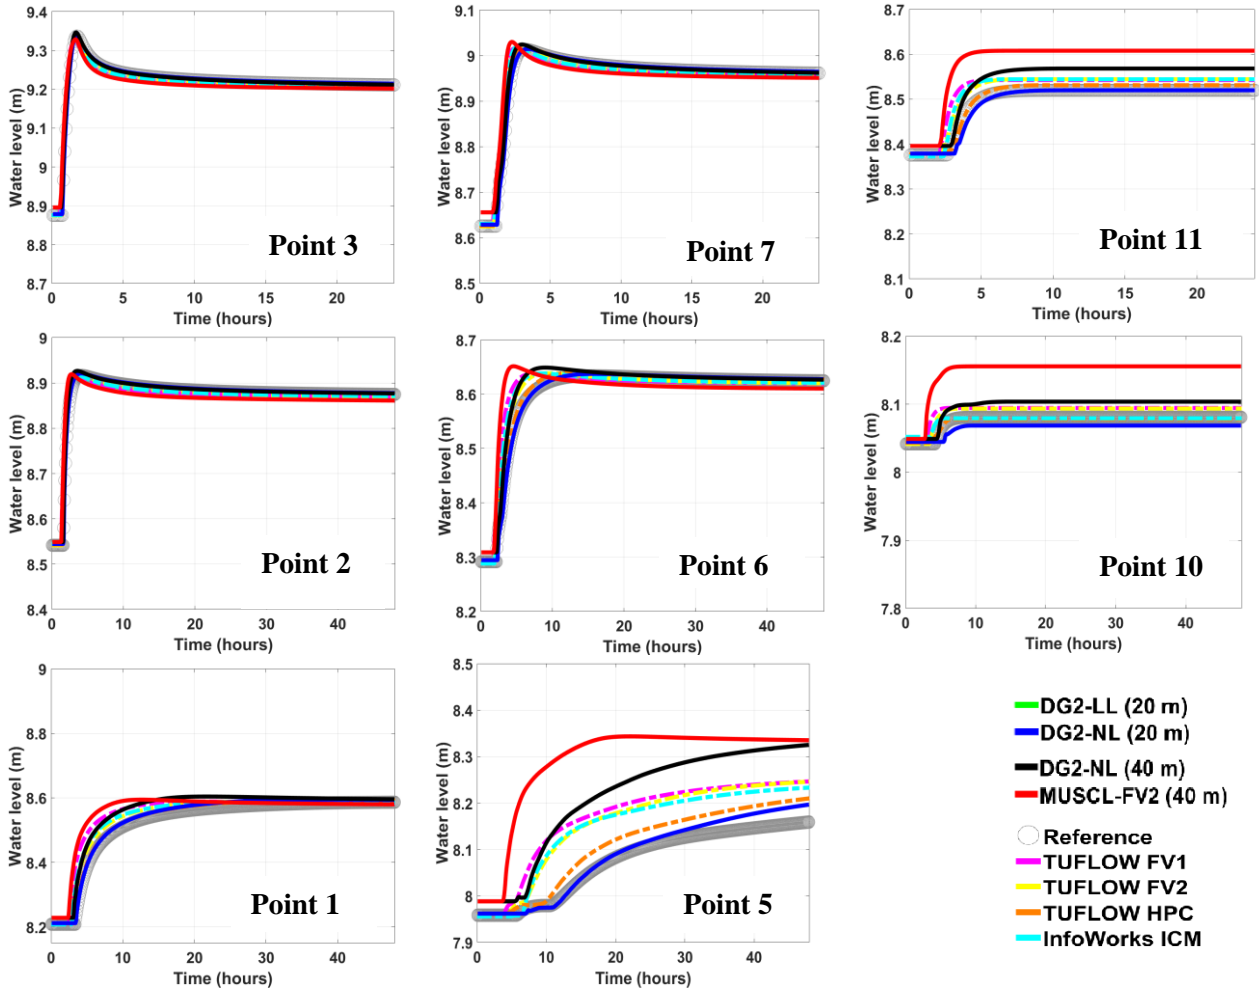 9.4
9.3
9.2
9.1
9
8.9
8.8
8.7
Water level (m)
Point 3
0 5 10 15 20
Time (hours)
9.1
9
8.9
8.8
8.7
8.6
8.5
Water level (m)
Point 7
0 5 10 15 20
Time (hours)
8.7
8.6
8.5
8.4
8.3
8.2
8.1
Water level (m)
Point 11
0 5 10 15 20
Time (hours)
9
8.9
8.8
8.7
8.6
8.5
8.4
Water level (m)
Point 2
0 10 20 30 40
Time (hours)
8.7
8.6
8.5
8.4
8.3
8.2
Water level (m)
Point 6
0 10 20 30 40
Time (hours)
8.2
8.1
8
7.9
7.8
Water level (m)
Point 10
0 10 20 30 40
Time (hours)
9
8.8
8.6
8.4
8.2
Water level (m)
Point 1
0 10 20 30 40
Time (hours)
8.5
8.4
8.3
8.2
8.1
8
7.9
Water level (m)
Point 5
0 10 20 30 40
Time (hours)
DG2-LL (20 m)
DG2-NL (20 m)
DG2-NL (40 m)
MUSCL-FV2 (40 m)
Reference
TUFLOW FV1
TUFLOW FV2
TUFLOW HPC
InfoWorks ICM